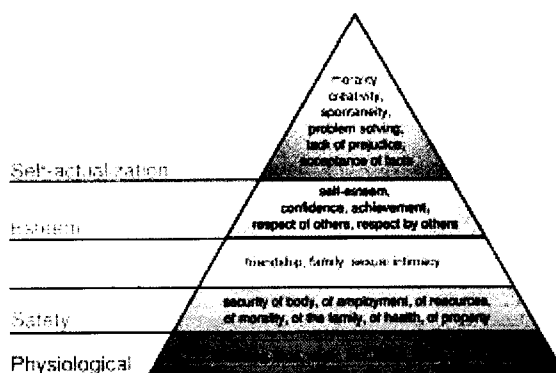 morality
creativity,
spontaneity,
problem solving,
lack of prejudice,
acceptance of facts
Self-actualization
self-esteem,
confidence, achievement,
respect of others, respect by others
Esteem
friendship, family, sexual intimacy
security of body, of employment, of resources,
of morality, of the family, of health, of property
Safety
Physiological